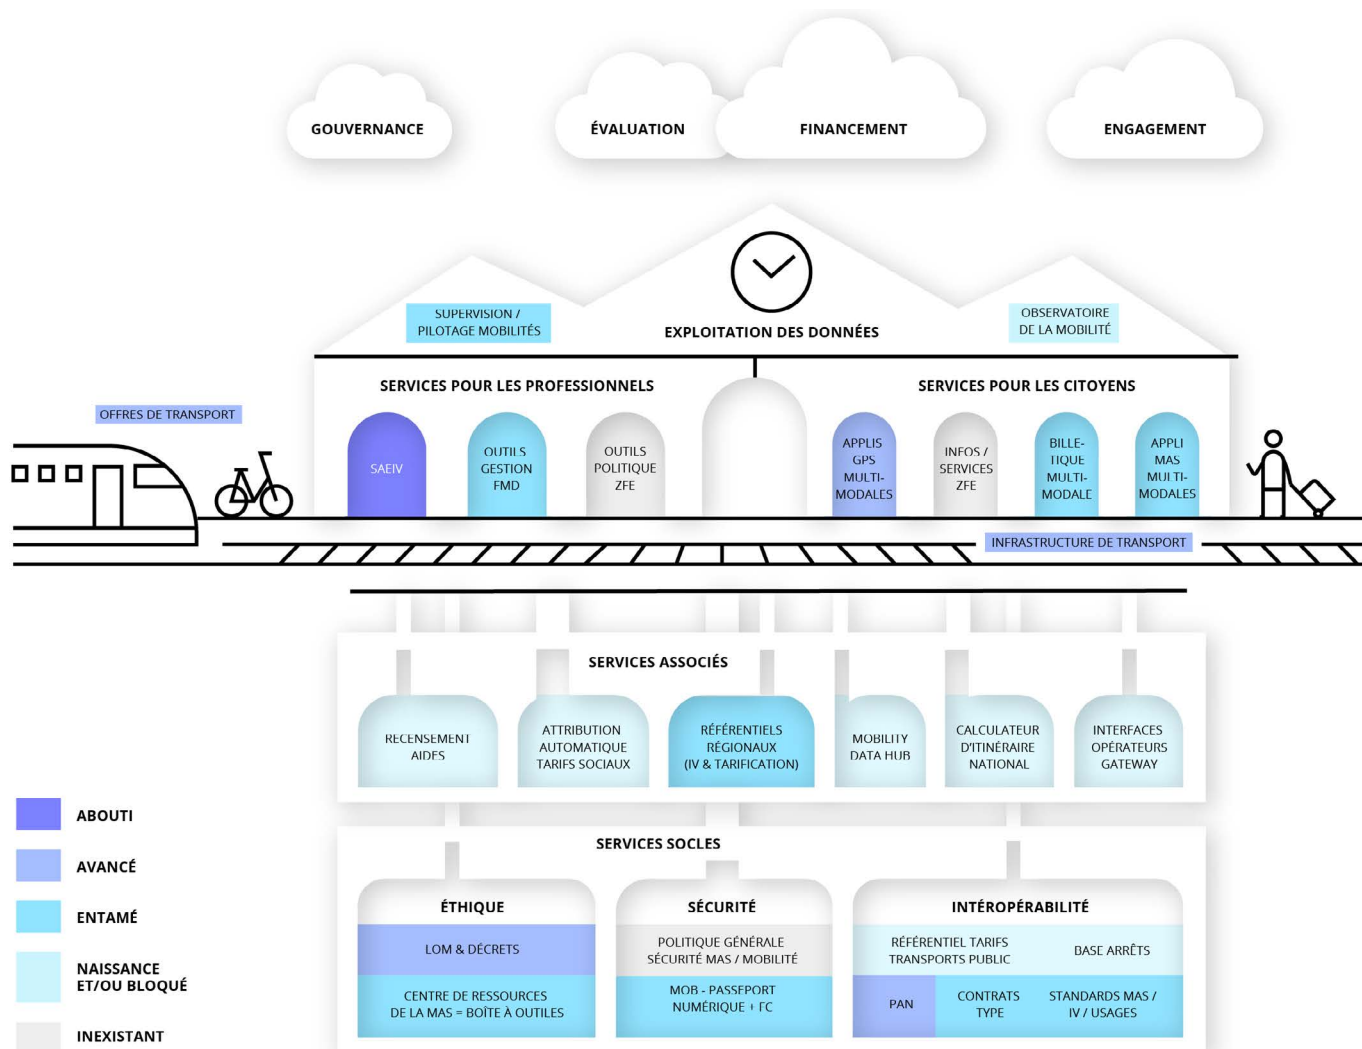 GOUVERNANCE
ÉVALUATION
FINANCEMENT
ENGAGEMENT
SUPERVISION /
PILOTAGE MOBILITÉS
EXPLOITATION DES DONNÉES
OBSERVATOIRE
DE LA MOBILITÉ
SERVICES POUR LES PROFESSIONNELS
SERVICES POUR LES CITOYENS
OFFRES DE TRANSPORT
SAEIV
OUTILS
GESTION
FMD
OUTILS
POLITIQUE
ZFE
APPLIS
GPS
MULTI-
MODALES
INFOS /
SERVICES
ZFE
BILLE-
TIQUE
MULTI-
MODALE
APPLI
MAS
MULTI-
MODALES
INFRASTRUCTURE DE TRANSPORT
SERVICES ASSOCIÉS
RECENSEMENT
AIDES
ATTRIBUTION
AUTOMATIQUE
TARIFS SOCIAUX
RÉFÉRENTIELS
RÉGIONAUX
(IV & TARIFICATION)
MOBILITY
DATA HUB
CALCULATEUR
D'ITINÉRAIRE
NATIONAL
INTERFACES
OPÉRATEURS
GATEWAY
SERVICES SOCLES
ÉTHIQUE
LOM & DÉCRETS
CENTRE DE RESSOURCES
DE LA MAS = BOÎTE À OUTILES
SÉCURITÉ
POLITIQUE GÉNÉRALE
SÉCURITÉ MAS / MOBILITÉ
MOB - PASSEPORT
NUMÉRIQUE + FC
INTÉROPÉRABILITÉ
RÉFÉRENTIEL TARIFS
TRANSPORTS PUBLIC
BASE ARRÊTS
PAN
CONTRATS
TYPE
STANDARDS MAS /
IV / USAGES
ABOUTI
AVANCÉ
ENTAMÉ
NAISSANCE
ET/OU BLOQUÉ
INEXISTANT